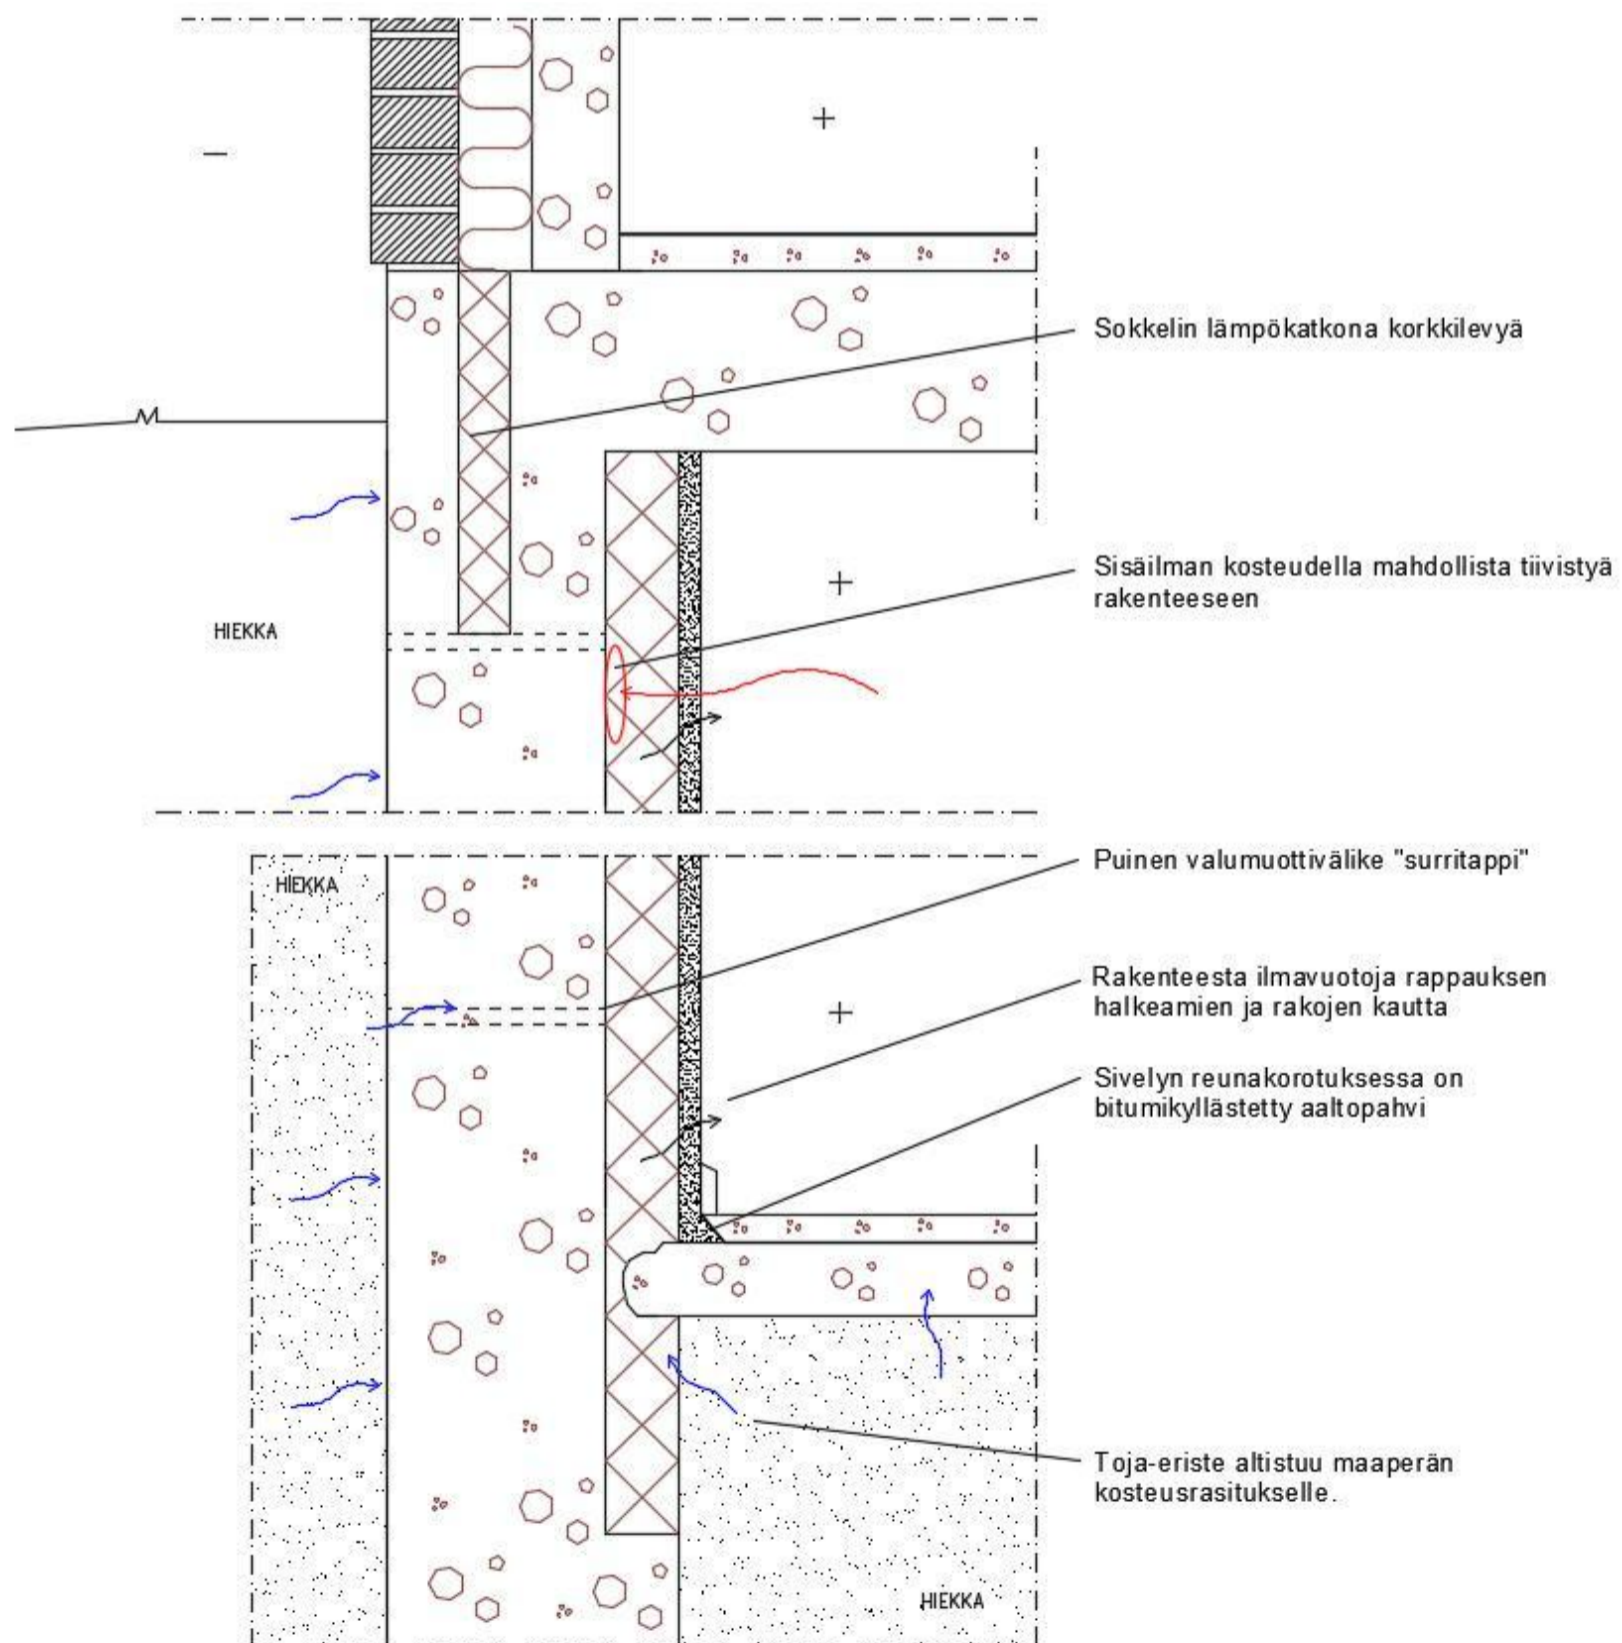 Sokkelin lämpökatkona korkkilevyä
Sisäilman kosteudella mahdollista tiivistyä
rakenteeseen
HIEKKA
Puinen valumuottivälike "surritappi"
HIEKKA
Rakenteesta ilmavuotoja rappauksen
halkeamien ja rakojen kautta
Sivelyn reunakorotuksessa on
bitumikyllästetty aaltopahvi
Toja-eriste altistuu maaperän
kosteusrasitukselle.
HIEKKA